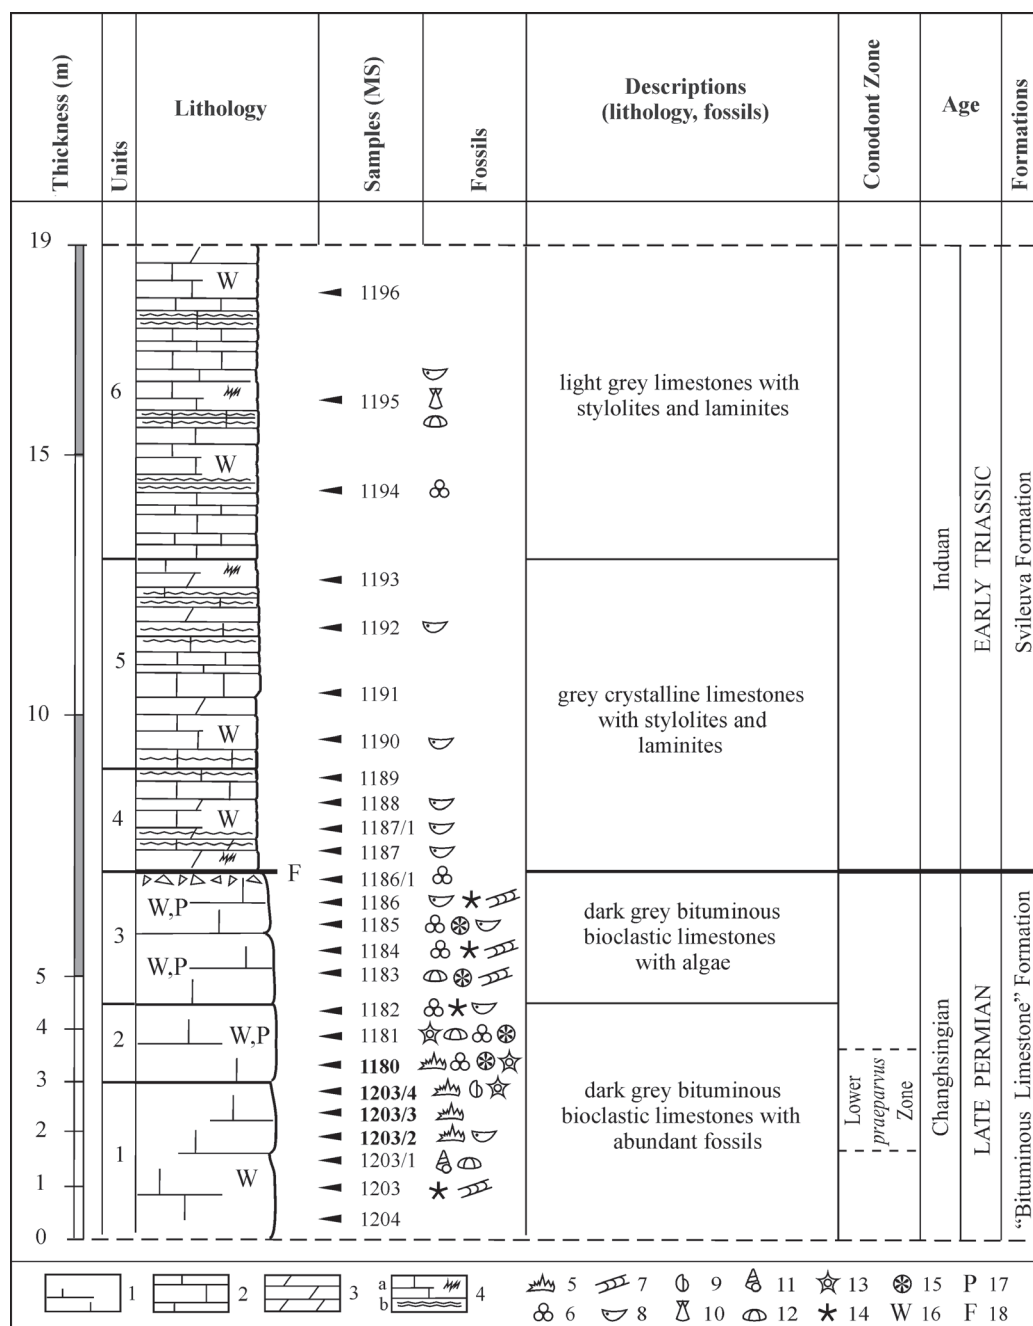 Thickness (m)
Units
Lithology
Samples (MS)
Fossils
Descriptions
(lithology, fossils)
Conodont Zone
Age
Formations
19
15
10
5
4
3
2
1
0
6
5
4
3
2
1
W
W
W
W
F
W,P
W,P
W,P
W
1196
1195
1194
1193
1192
1191
1190
1189
1188
1187/1
1187
1186/1
1186
1185
1184
1183
1182
1181
1180
1203/4
1203/3
1203/2
1203/1
1203
1204
light grey limestones with
stylolites and laminites
grey crystalline limestones
with stylolites and
laminites
dark grey bituminous
bioclastic limestones
with algae
dark grey bituminous
bioclastic limestones with
abundant fossils
Lower
praeparvus
Zone
Induan
Changhsingian
EARLY TRIASSIC
LATE PERMIAN
Svileuva Formation
“Bituminous Limestone” Formation
1
2
3
a
b
4
5
7
9
11
13
15
P 17
6
8
10
12
14
W 16
F 18